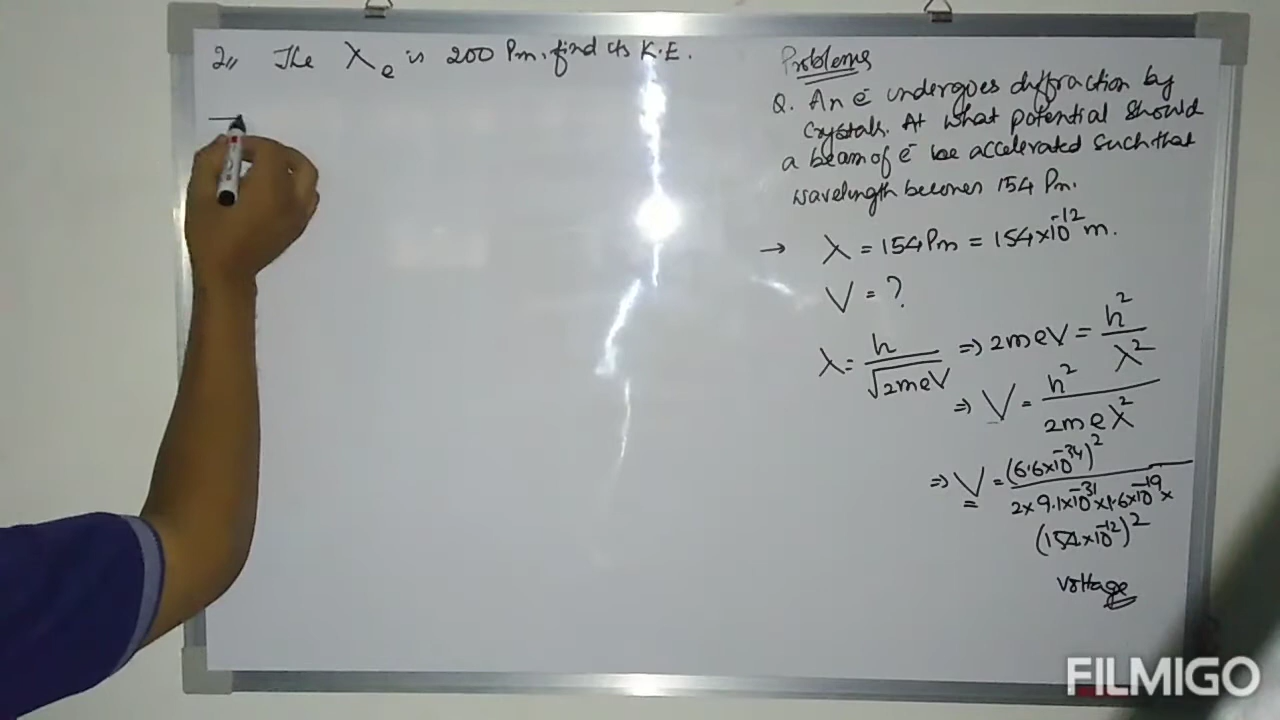 2,, The λe is 200 Pm. find its K.E.
Problems
Q. An e⁻ undergoes diffraction by
crystals. At what potential should
a beam of e⁻ be accelerated such that
wavelength becomes 154 Pm.
→ λ = 154 Pm = 154×10⁻¹² m.
V = ?
λ = h/√2meV ⇒ 2meV = h²/λ²
⇒ V = h²/2meλ²
⇒ V = (6.6×10⁻³⁴)²/2×9.1×10⁻³¹×1.6×10⁻¹⁹×
(154×10⁻¹²)²
Voltage
FILMIGO